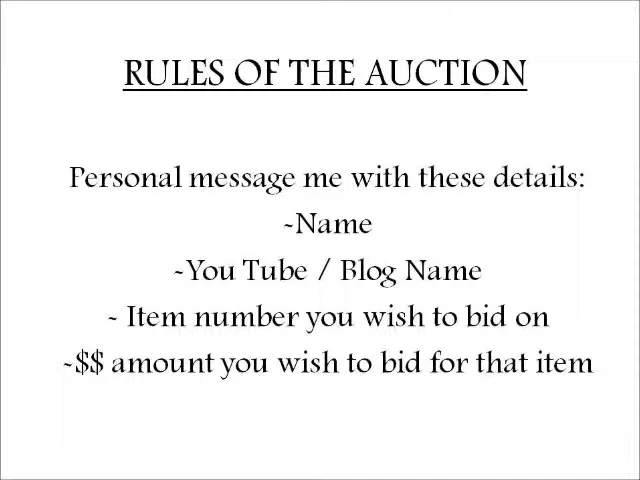 RULES OF THE AUCTION
Personal message me with these details:
-Name
-You Tube / Blog Name
- Item number you wish to bid on
-$$ amount you wish to bid for that item